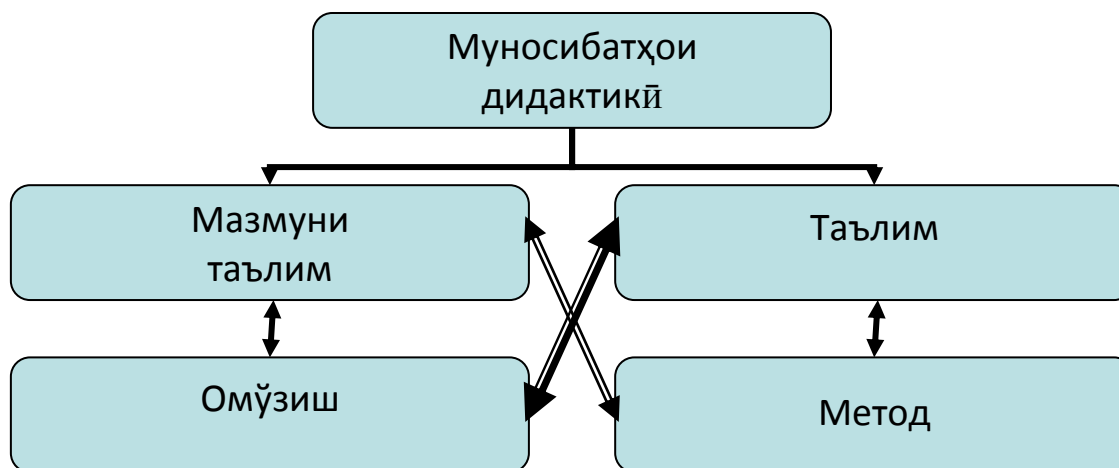 Муносибатҳои
дидактикӣ
Мазмуни
таълим
Таълим
Омӯзиш
Метод